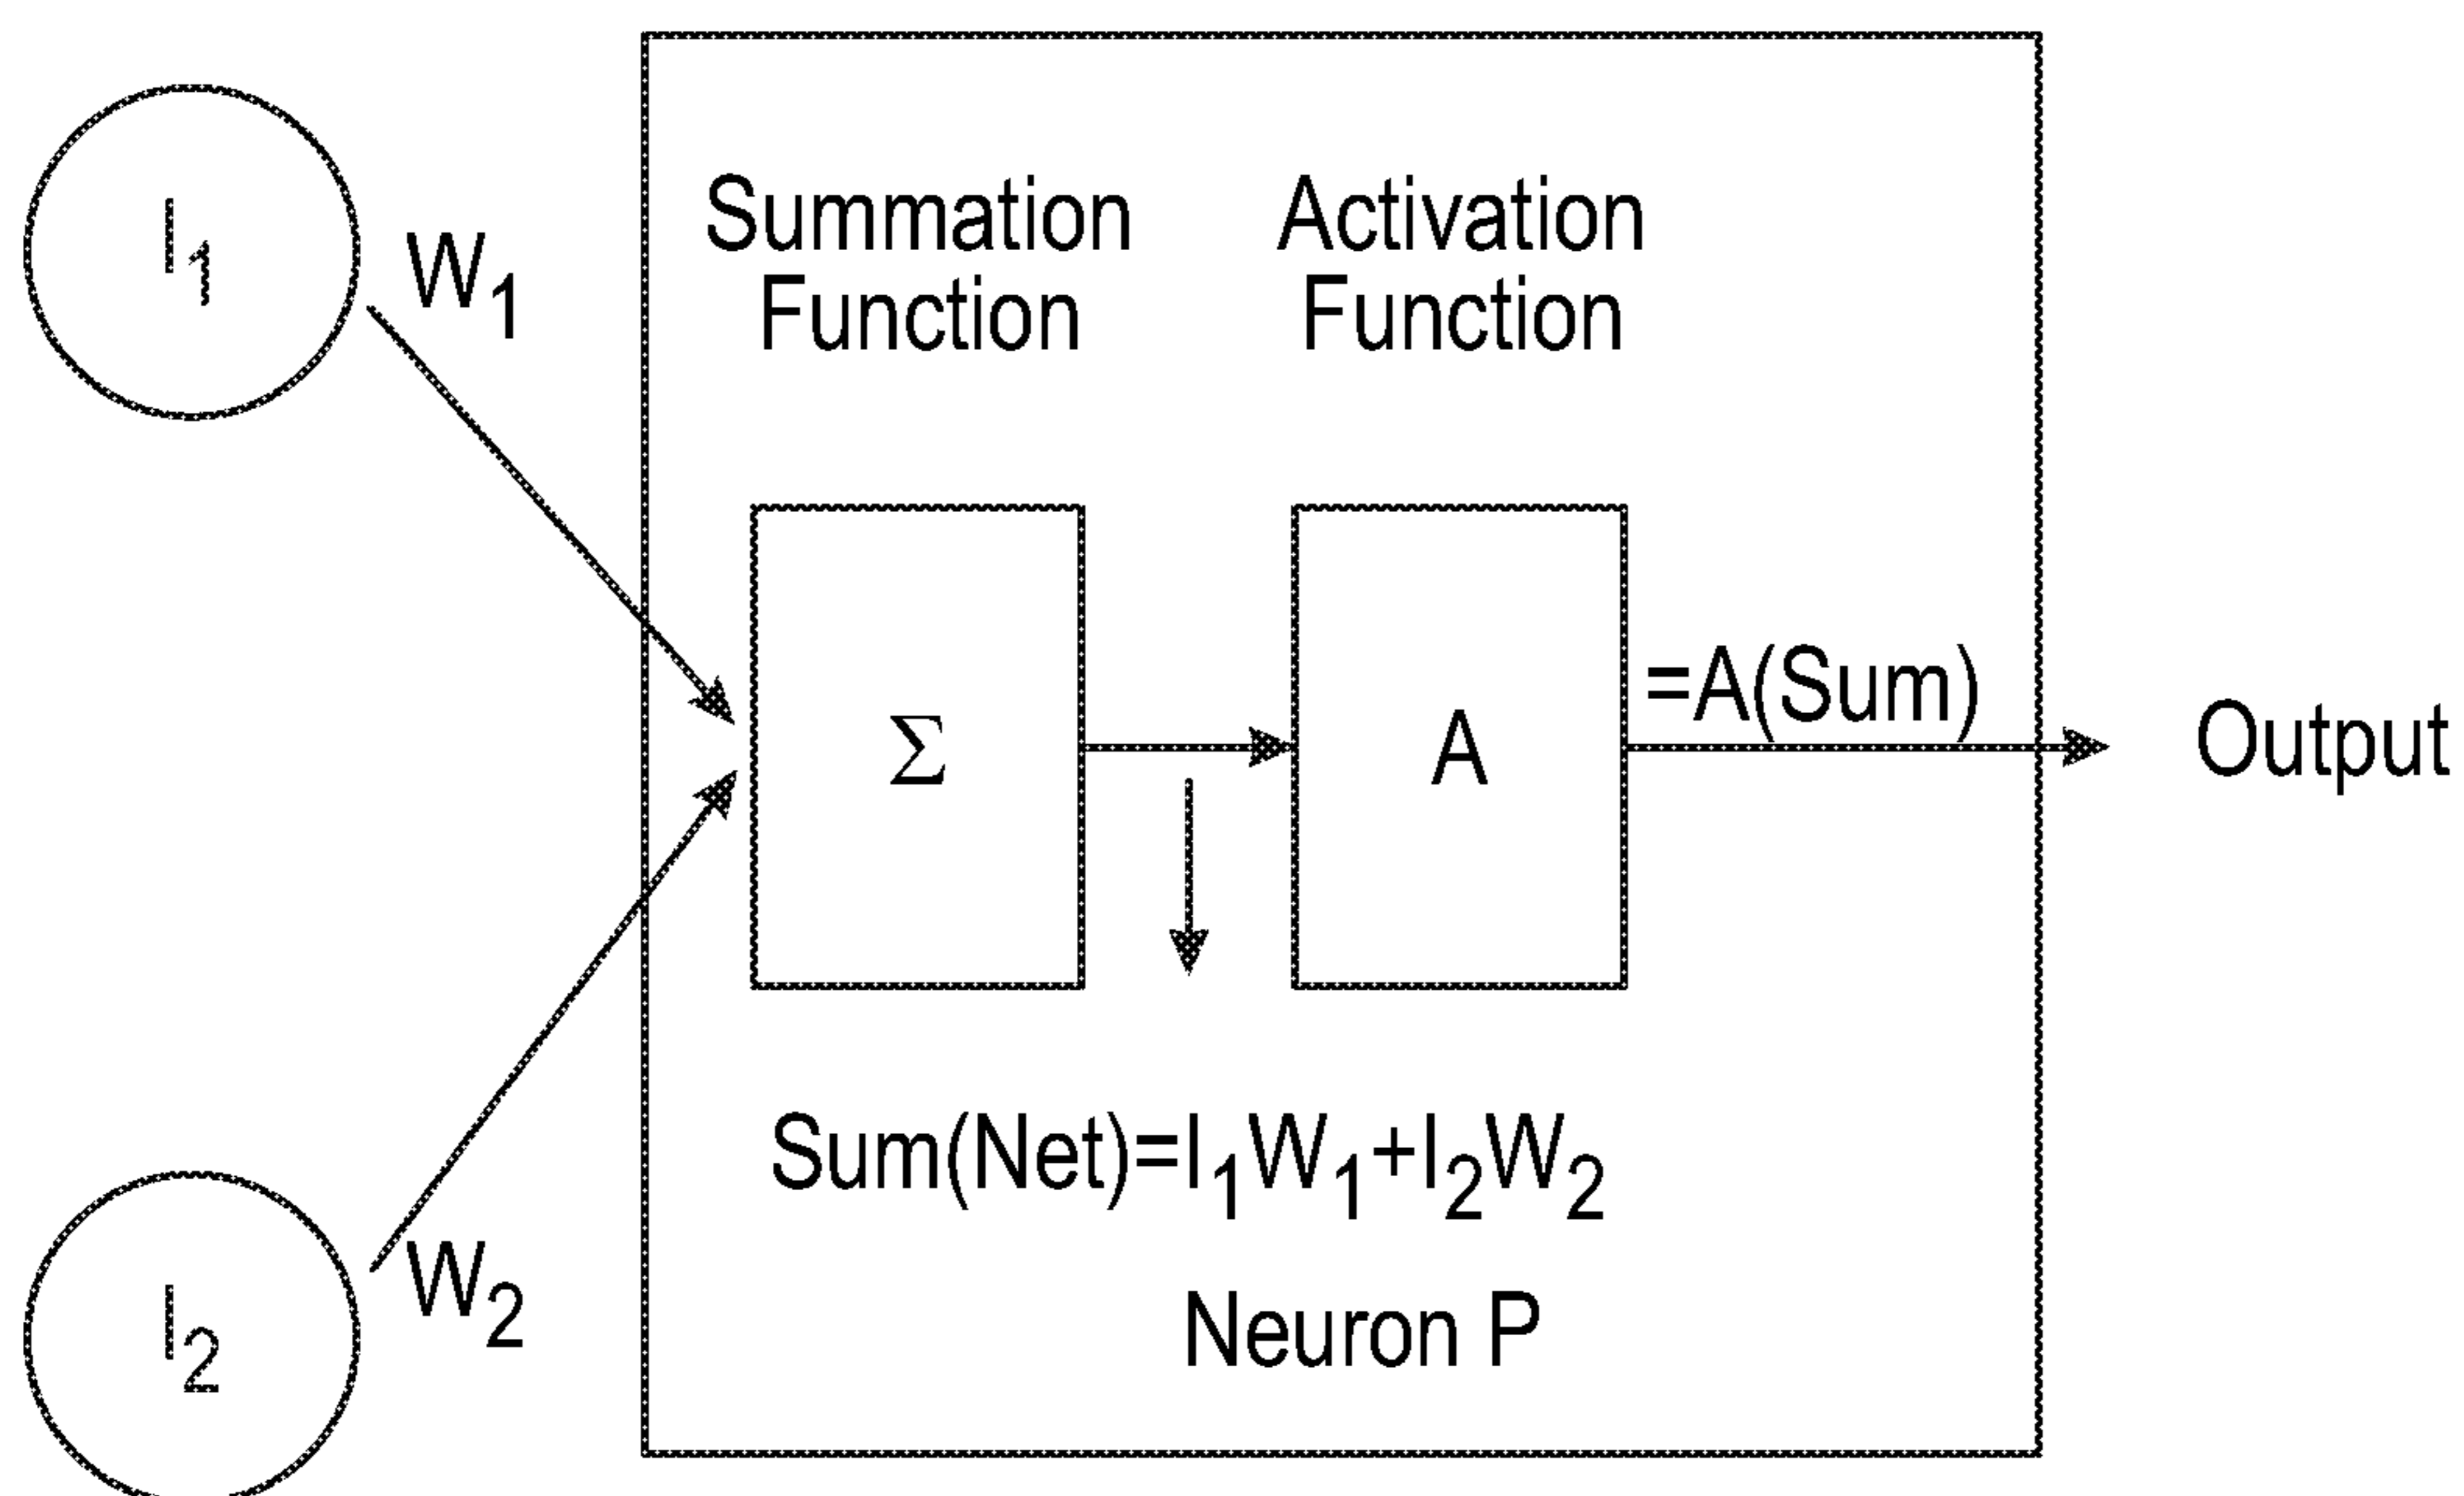 I₁
W₁
Summation
Function
Activation
Function
Σ
A
=A(Sum)
Output
Sum(Net)=I₁W₁+I₂W₂
I₂
W₂
Neuron P